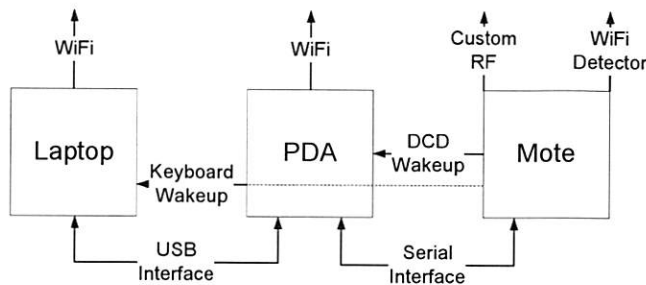 WiFi
WiFi
Custom
RF
WiFi
Detector
Laptop
PDA
Mote
DCD
Wakeup
Keyboard
Wakeup
USB
Interface
Serial
Interface